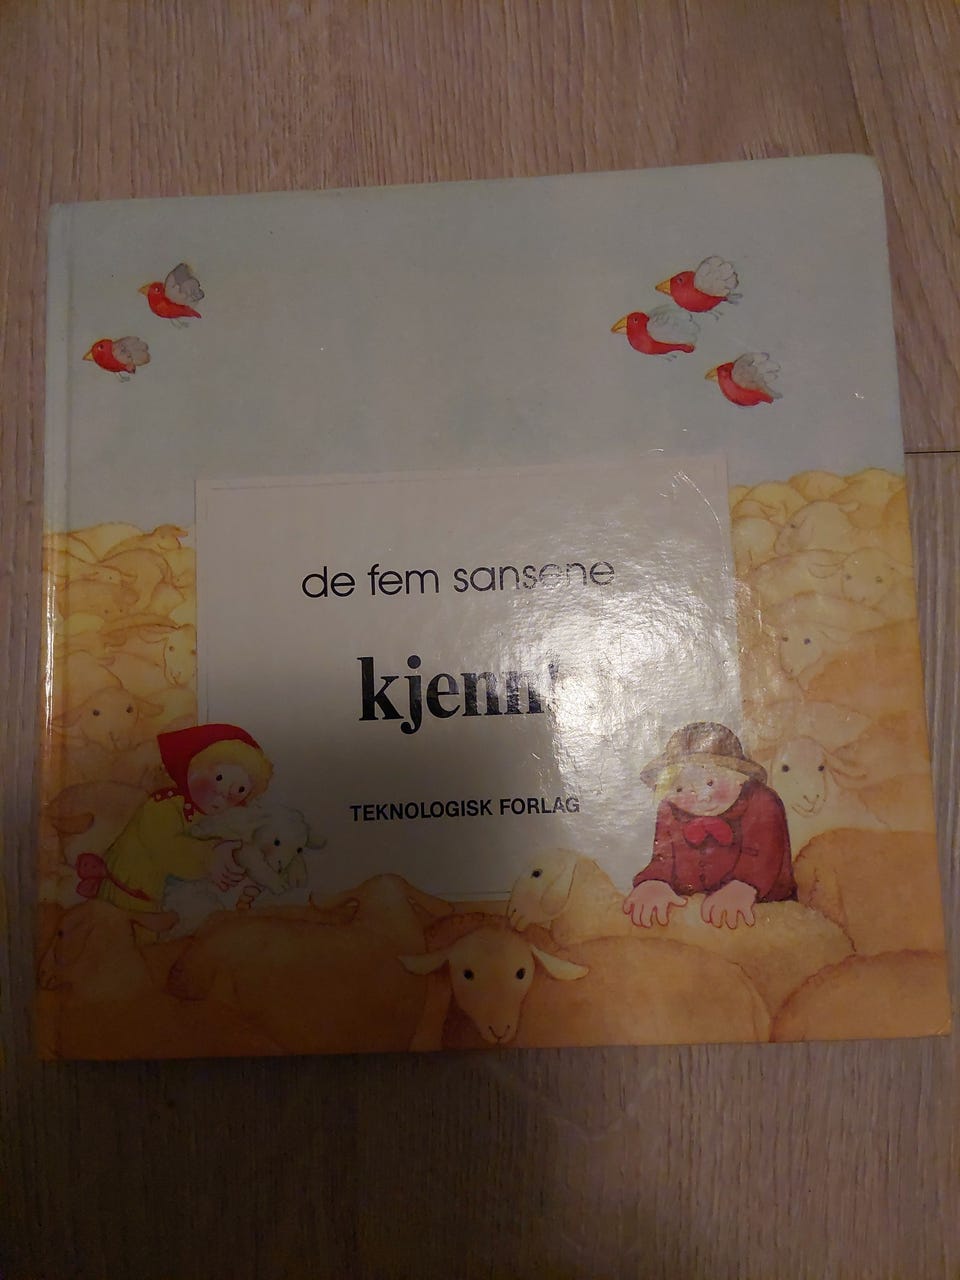 de fem sansene
kjenn!
TEKNOLOGISK FORLAG